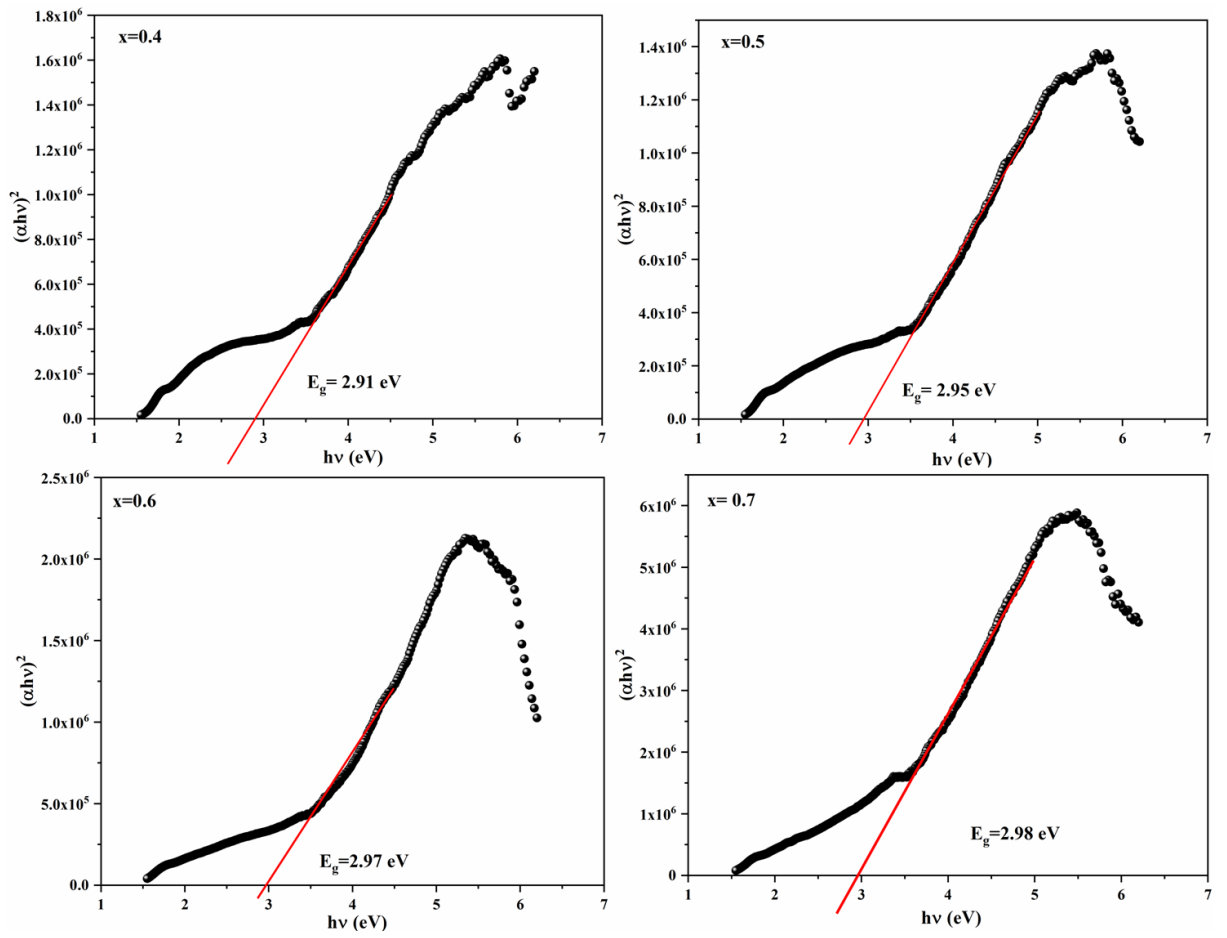 x=0.4
(αhν)²
1.8x10⁶
1.6x10⁶
1.4x10⁶
1.2x10⁶
1.0x10⁶
8.0x10⁵
6.0x10⁵
4.0x10⁵
2.0x10⁵
0.0
E_g= 2.91 eV
1 2 3 4 5 6 7
hν (eV)
x=0.5
(αhν)²
1.4x10⁶
1.2x10⁶
1.0x10⁶
8.0x10⁵
6.0x10⁵
4.0x10⁵
2.0x10⁵
0.0
E_g= 2.95 eV
1 2 3 4 5 6 7
hν (eV)
x=0.6
(αhν)²
2.5x10⁶
2.0x10⁶
1.5x10⁶
1.0x10⁶
5.0x10⁵
0.0
E_g=2.97 eV
1 2 3 4 5 6 7
hν (eV)
x= 0.7
(αhν)²
6x10⁶
5x10⁶
4x10⁶
3x10⁶
2x10⁶
1x10⁶
0
E_g=2.98 eV
1 2 3 4 5 6 7
hν (eV)